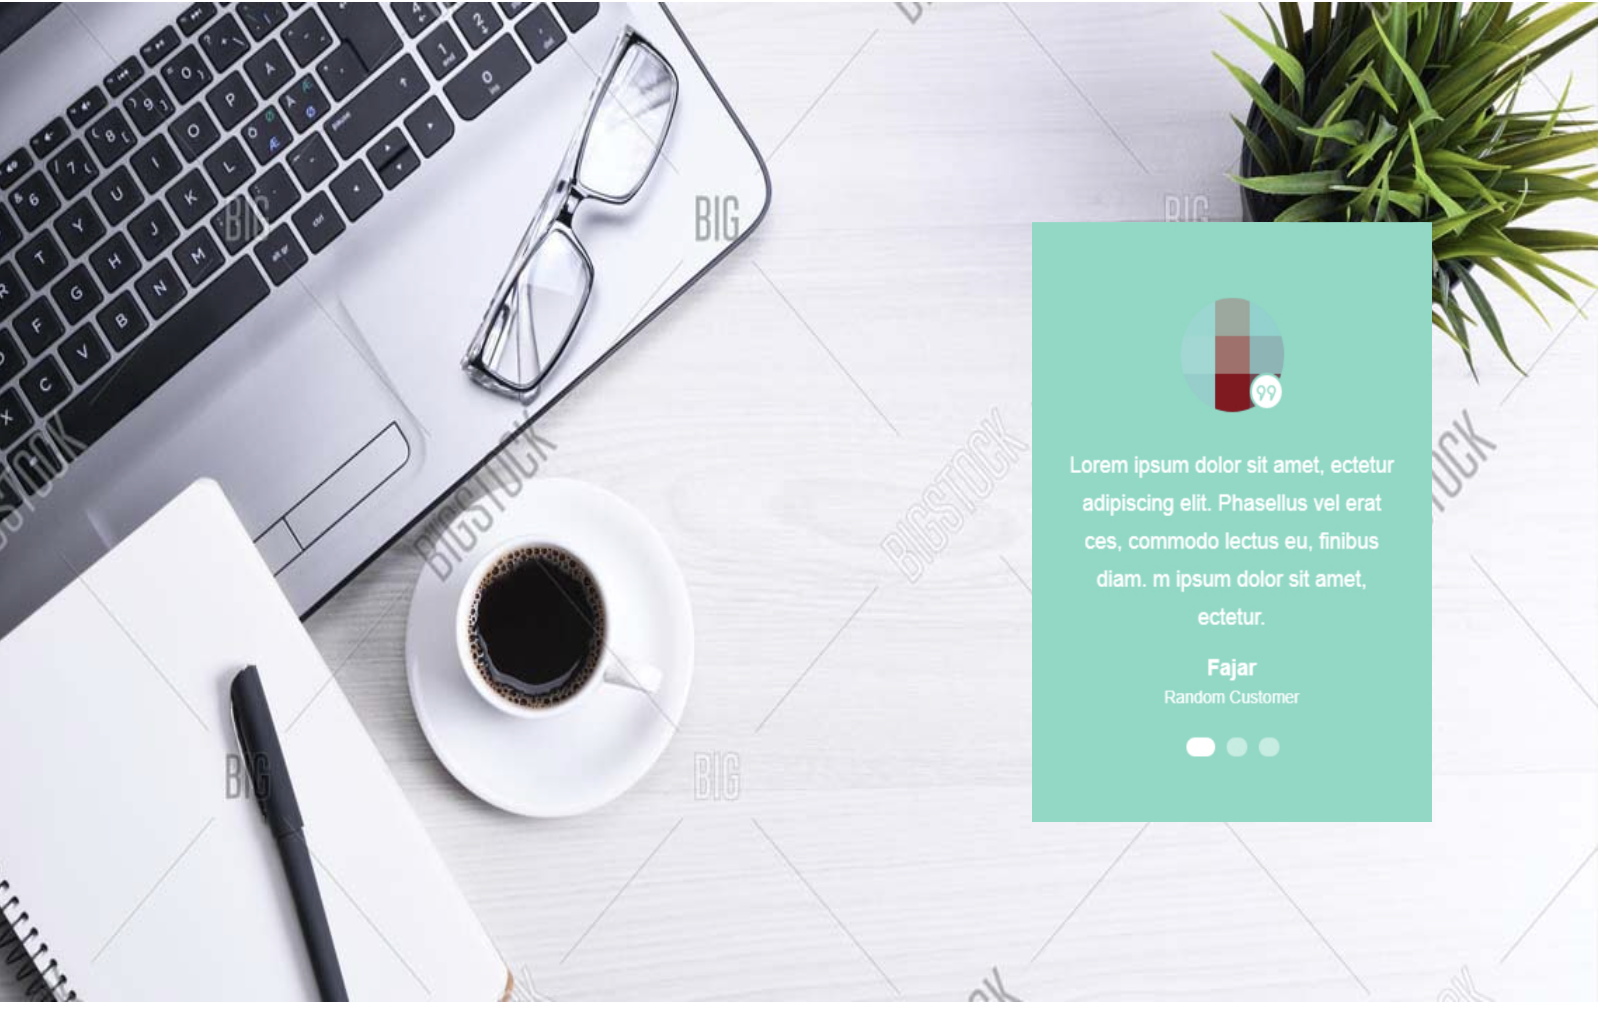 BIG
BIG
BIG
BIGSTOCK
BIGSTOCK
Lorem ipsum dolor sit amet, ectetur
adipiscing elit. Phasellus vel erat
ces, commodo lectus eu, finibus
diam. m ipsum dolor sit amet,
ectetur.
Fajar
Random Customer
BIG
BIG